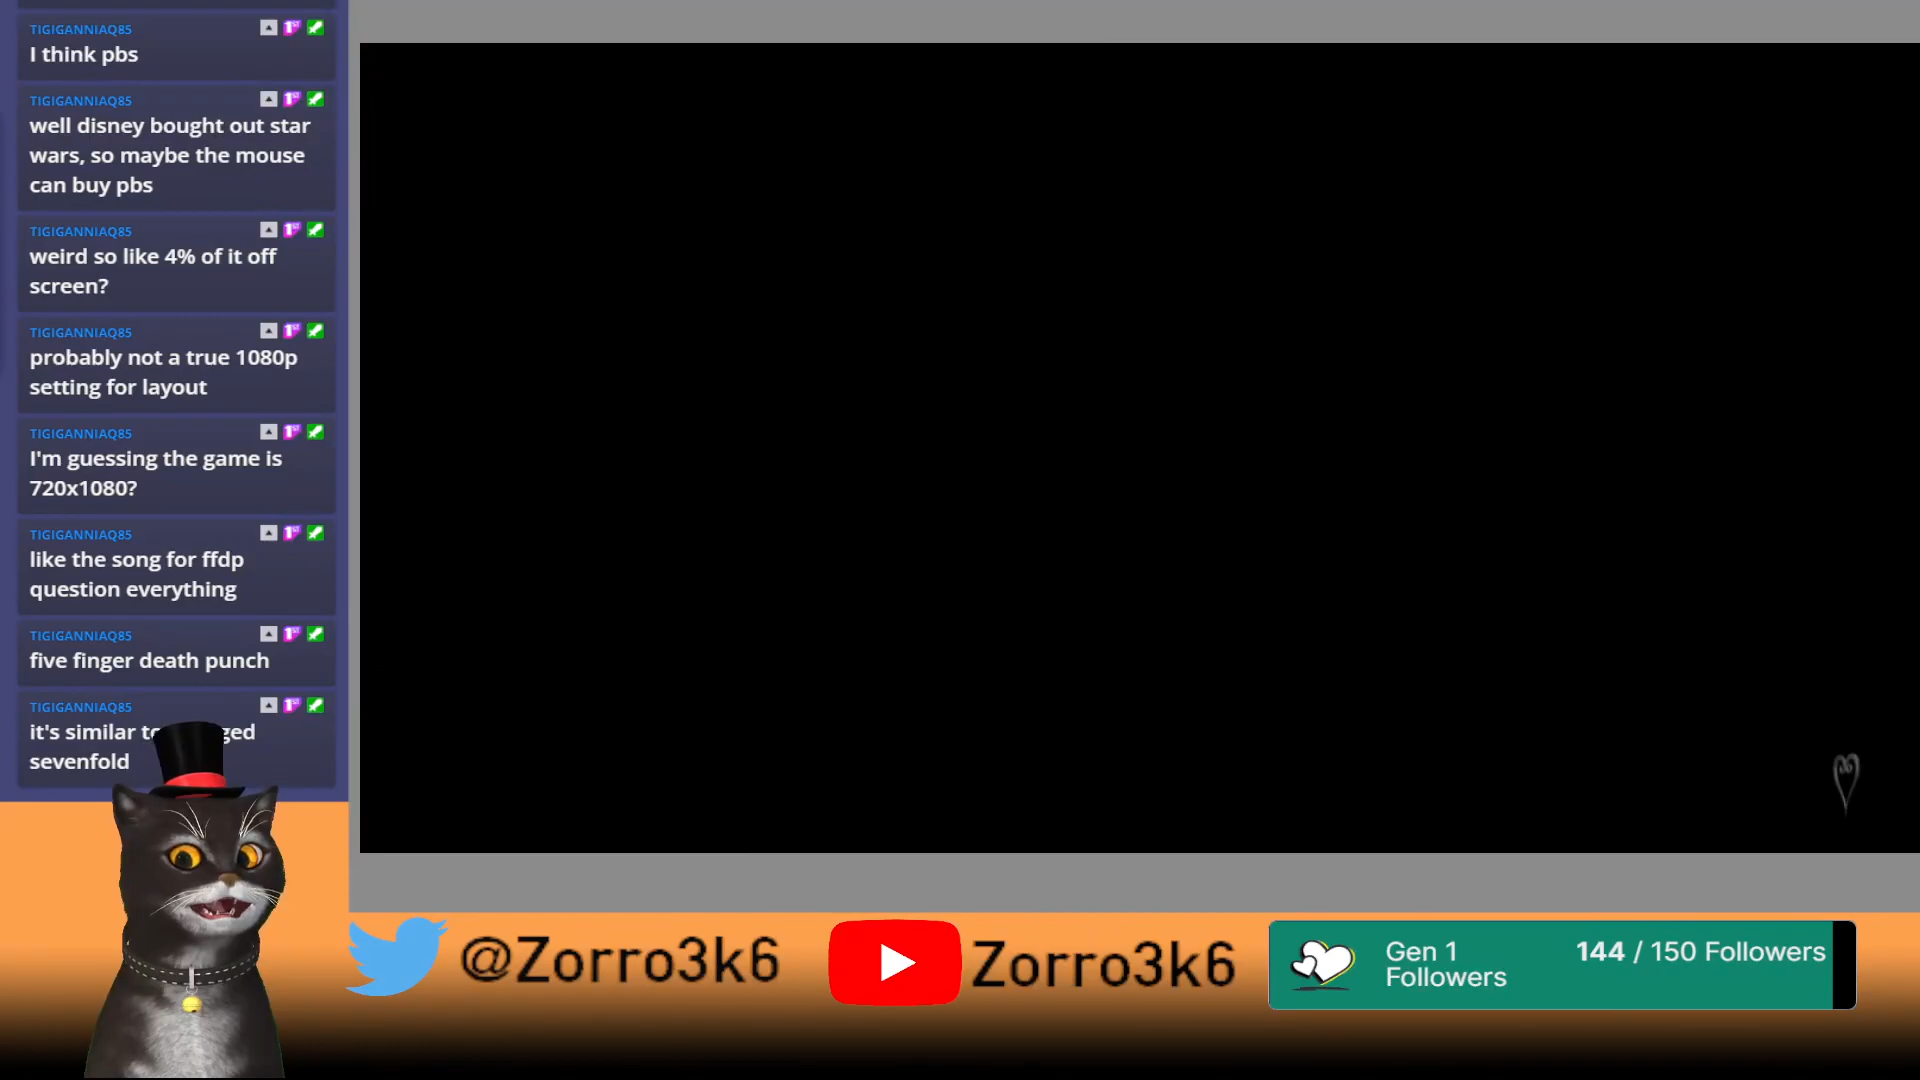 TIGIGANNIAQ85
I think pbs
TIGIGANNIAQ85
well disney bought out star
wars, so maybe the mouse
can buy pbs
TIGIGANNIAQ85
weird so like 4% of it off
screen?
TIGIGANNIAQ85
probably not a true 1080p
setting for layout
TIGIGANNIAQ85
I'm guessing the game is
720x1080?
TIGIGANNIAQ85
like the song for ffdp
question everything
TIGIGANNIAQ85
five finger death punch
TIGIGANNIAQ85
it's similar
sevenfold
@Zorro3k6
Zorro3k6
Gen 1
Followers
144 / 150 Followers